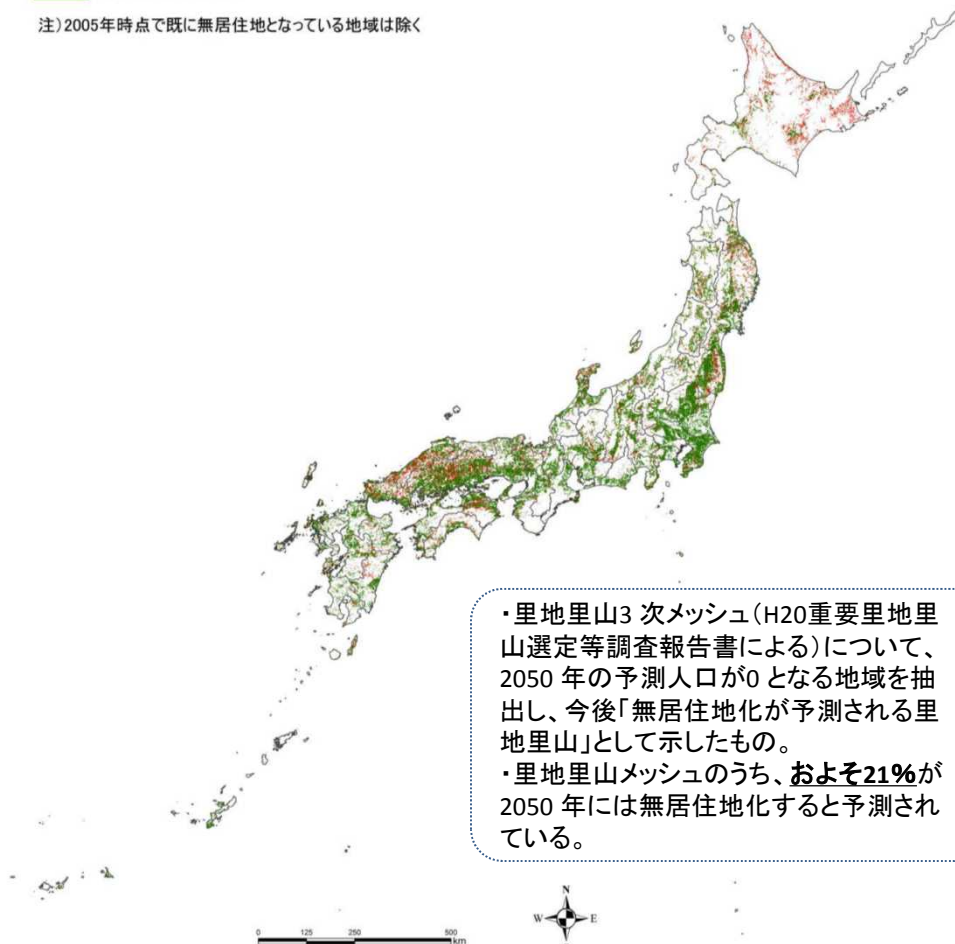 注)2005年時点で既に無居住地となっている地域は除く
・里地里山3 次メッシュ(H20重要里地里
山選定等調査報告書による)について、
2050 年の予測人口が0 となる地域を抽
出し、今後「無居住地化が予測される里
地里山」として示したもの。
・里地里山メッシュのうち、およそ21%が
2050 年には無居住地化すると予測され
ている。
N
W E
0 125 250 500
km